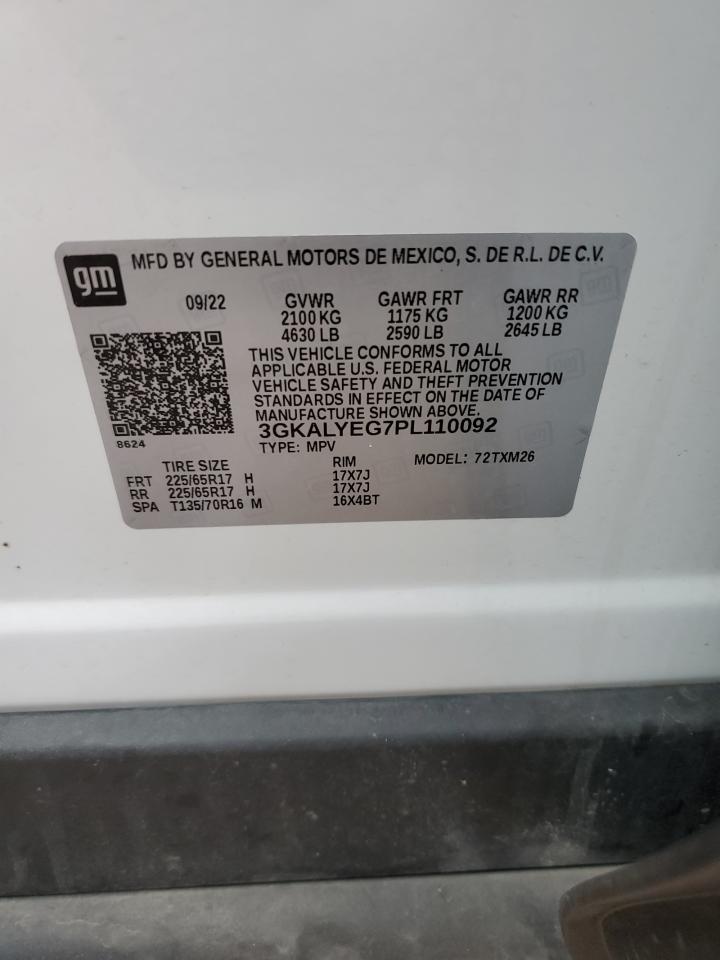 gm
MFD BY GENERAL MOTORS DE MEXICO, S. DE R.L. DE C.V.
09/22 GVWR GAWR FRT GAWR RR
2100 KG 1175 KG 1200 KG
4630 LB 2590 LB 2645 LB
THIS VEHICLE CONFORMS TO ALL
APPLICABLE U.S. FEDERAL MOTOR
VEHICLE SAFETY AND THEFT PREVENTION
STANDARDS IN EFFECT ON THE DATE OF
MANUFACTURE SHOWN ABOVE.
8624
3GKALYEG7PL110092
TYPE: MPV MODEL: 72TXM26
TIRE SIZE RIM
FRT 225/65R17 H 17X7J
RR 225/65R17 H 17X7J
SPA T135/70R16 M 16X4BT